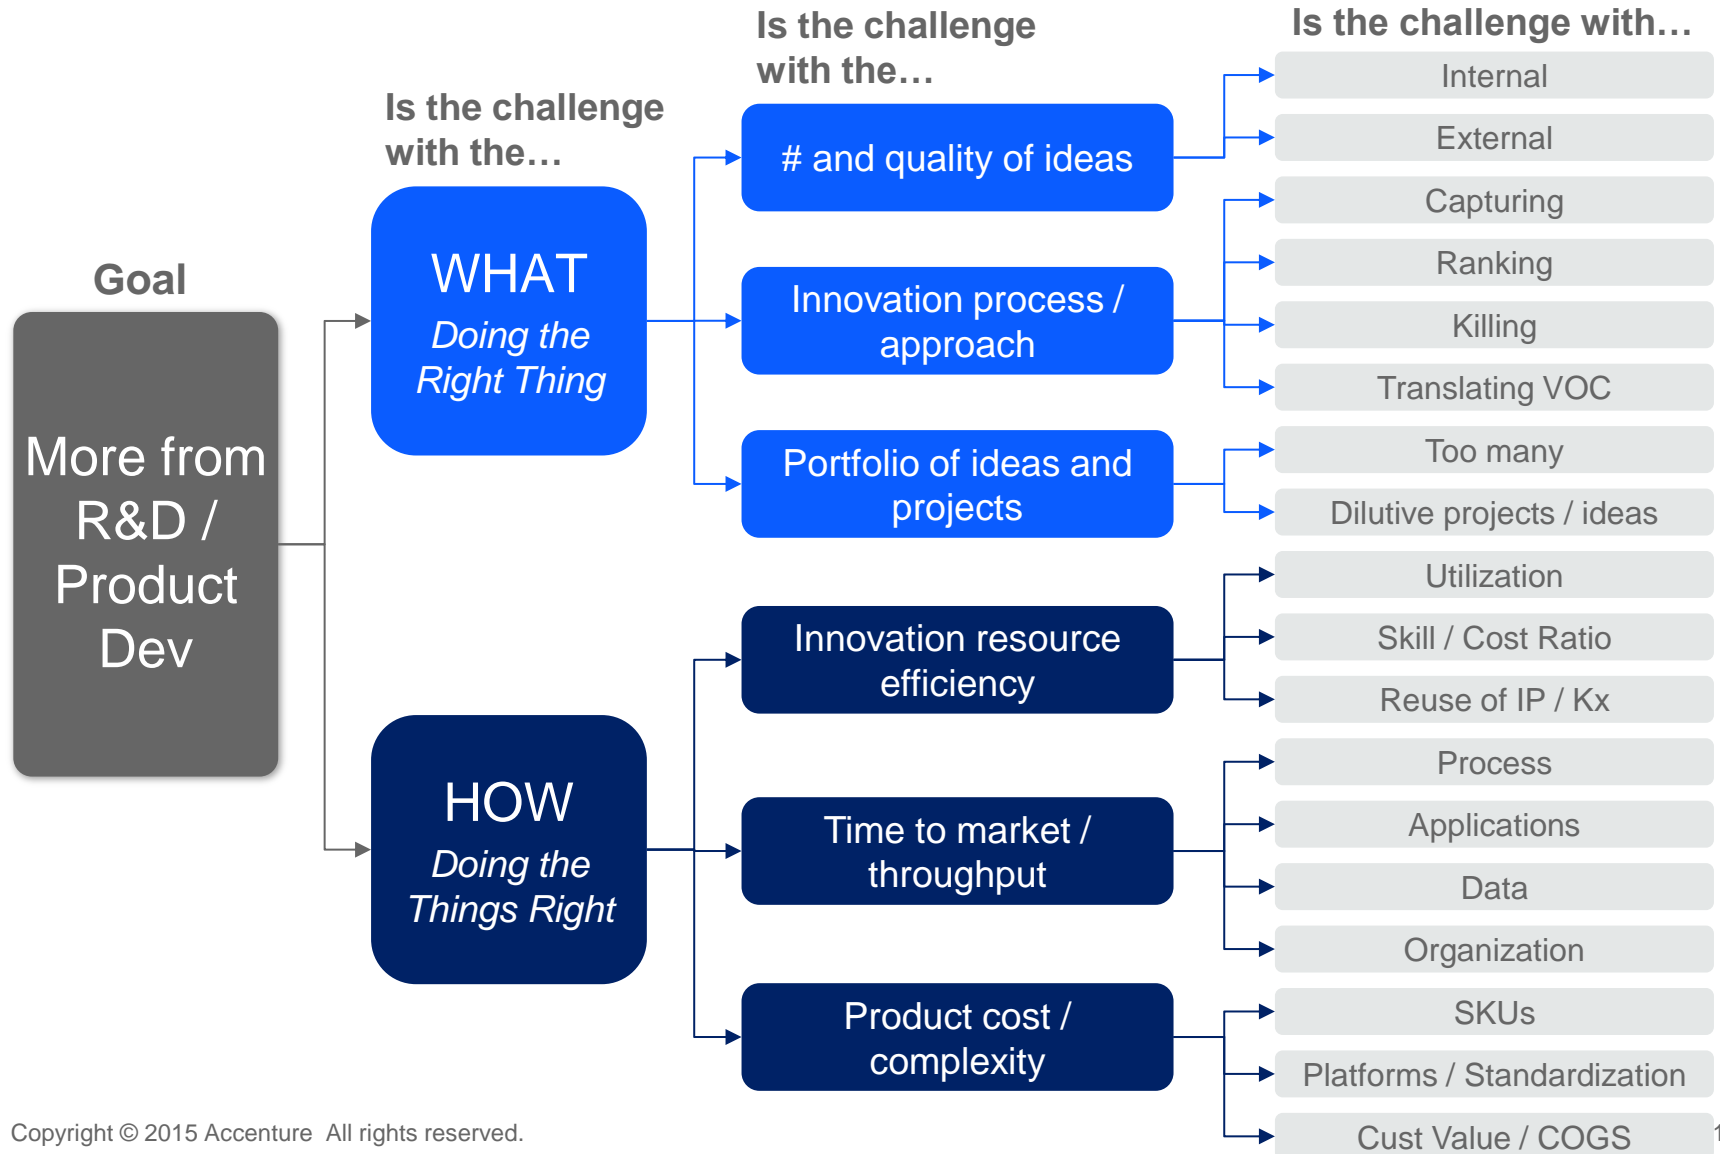 Goal
More from
R&D /
Product
Dev
Is the challenge
with the…
WHAT
Doing the
Right Thing
HOW
Doing the
Things Right
Is the challenge
with the…
# and quality of ideas
Innovation process /
approach
Portfolio of ideas and
projects
Innovation resource
efficiency
Time to market /
throughput
Product cost /
complexity
Is the challenge with…
Internal
External
Capturing
Ranking
Killing
Translating VOC
Too many
Dilutive projects / ideas
Utilization
Skill / Cost Ratio
Reuse of IP / Kx
Process
Applications
Data
Organization
SKUs
Platforms / Standardization
Cust Value / COGS
Copyright © 2015 Accenture  All rights reserved.